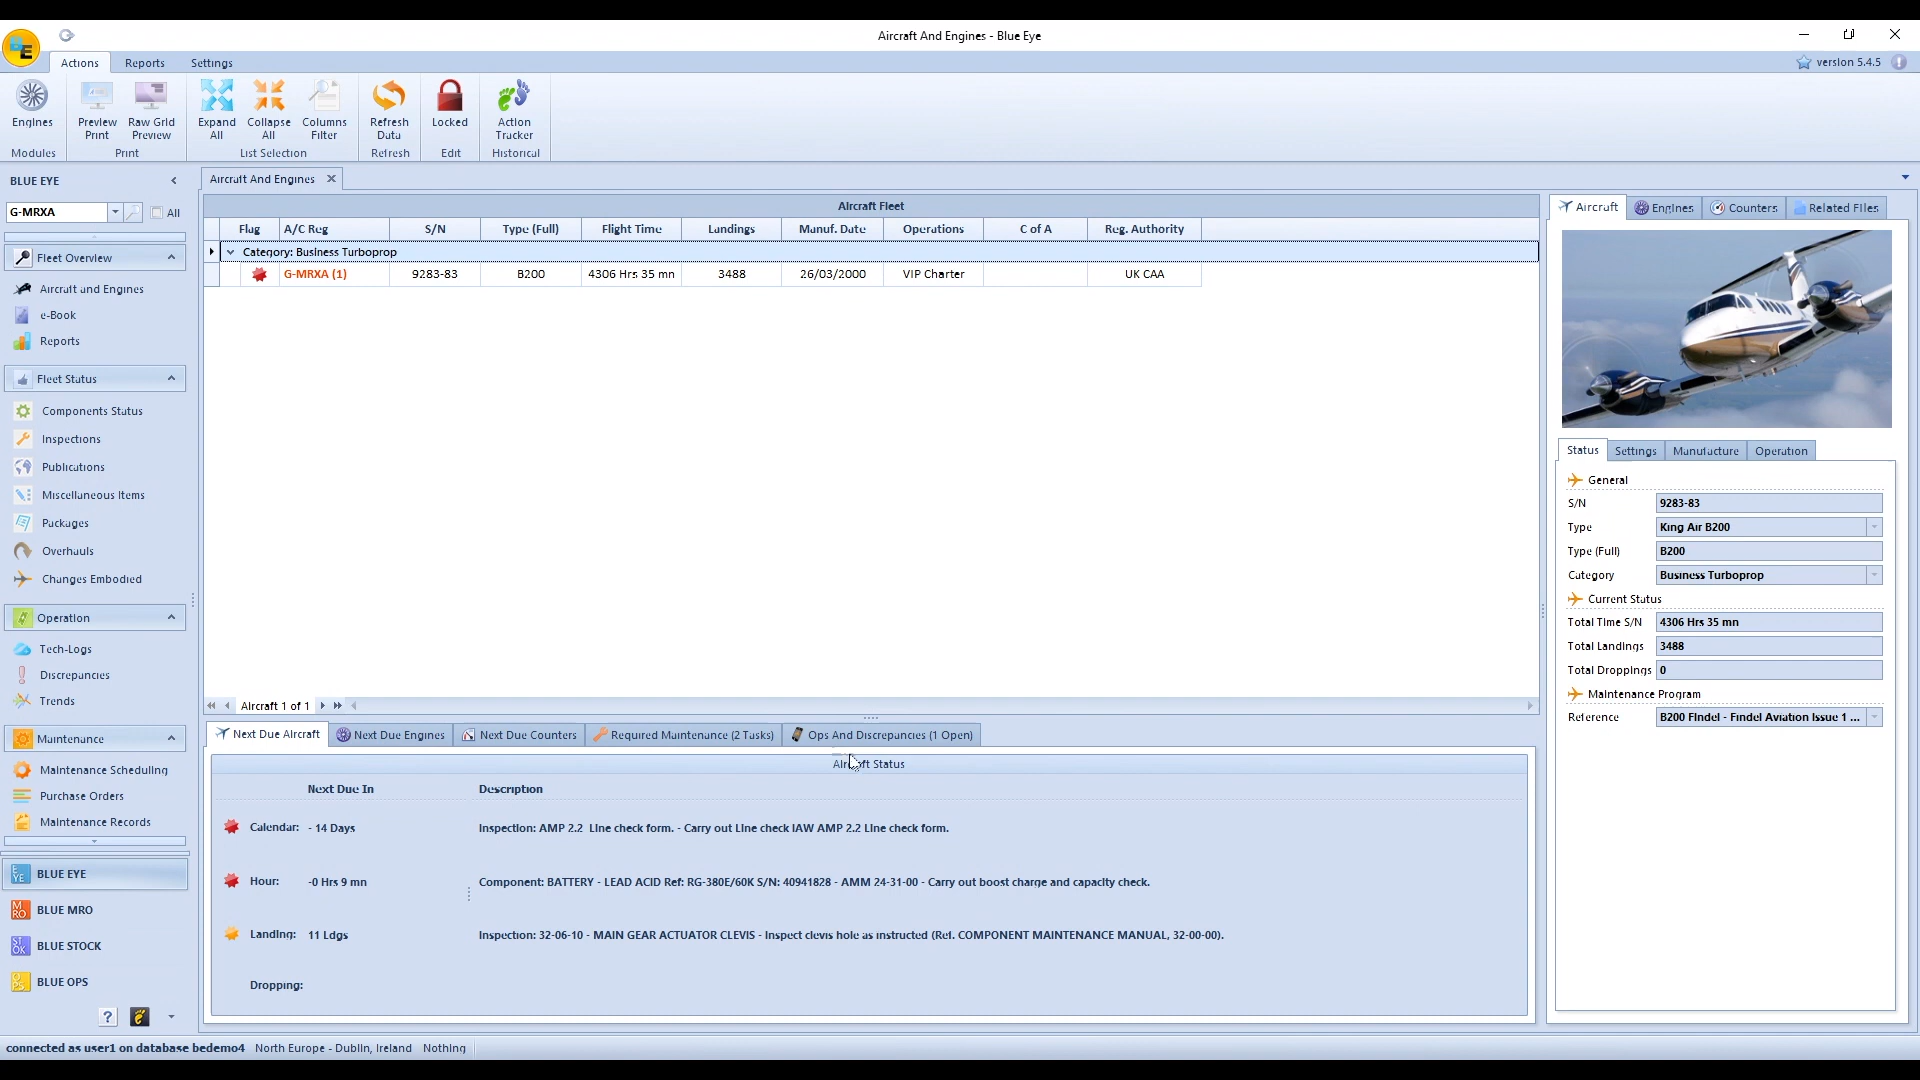 Aircraft And Engines - Blue Eye
Actions Reports Settings
version 5.4.5
Engines
Preview Print
Raw Grid Preview
Expand All
Collapse All
Columns Filter
Refresh Data
Locked
Action Tracker
Modules Print List Selection Refresh Edit Historical
BLUE EYE
G-MRXA All
Fleet Overview
Aircraft and Engines
e-Book
Reports
Fleet Status
Components Status
Inspections
Publications
Miscellaneous Items
Packages
Overhauls
Changes Embodied
Operation
Tech-Logs
Discrepancies
Trends
Maintenance
Maintenance Scheduling
Purchase Orders
Maintenance Records
BLUE EYE
BLUE MRO
BLUE STOCK
BLUE OPS
Aircraft And Engines
Aircraft Fleet
Flag A/C Reg S/N Type (Full) Flight Time Landings Manuf. Date Operations C of A Reg. Authority
Category: Business Turboprop
G-MRXA (1) 9283-83 B200 4306 Hrs 35 mn 3488 26/03/2000 VIP Charter UK CAA
Aircraft 1 of 1
Next Due Aircraft Next Due Engines Next Due Counters Required Maintenance (2 Tasks) Ops And Discrepancies (1 Open)
Aircraft Status
Next Due In Description
Calendar: - 14 Days Inspection: AMP 2.2 Line check form. - Carry out Line check IAW AMP 2.2 Line check form.
Hour: -0 Hrs 9 mn Component: BATTERY - LEAD ACID Ref: RG-380E/60K S/N: 40941828 - AMM 24-31-00 - Carry out boost charge and capacity check.
Landing: 11 Ldgs Inspection: 32-06-10 - MAIN GEAR ACTUATOR CLEVIS - Inspect clevis hole as instructed (Ref. COMPONENT MAINTENANCE MANUAL, 32-00-00).
Dropping:
Aircraft Engines Counters Related Files
Status Settings Manufacture Operation
General
S/N 9283-83
Type King Air B200
Type (Full) B200
Category Business Turboprop
Current Status
Total Time S/N 4306 Hrs 35 mn
Total Landings 3488
Total Droppings 0
Maintenance Program
Reference B200 Findel - Findel Aviation Issue 1 ...
connected as user1 on database bedemo4 North Europe - Dublin, Ireland Nothing